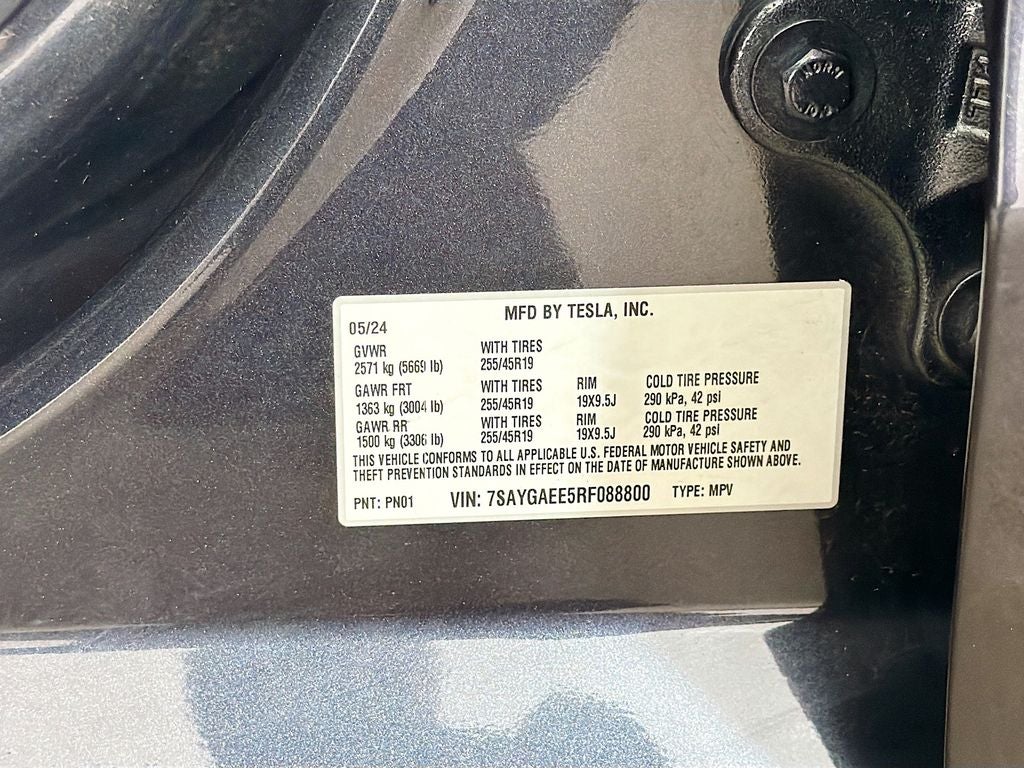 NORM
10.9
MFD BY TESLA, INC.
05/24
GVWR WITH TIRES
2571 kg (5669 lb) 255/45R19
GAWR FRT WITH TIRES RIM COLD TIRE PRESSURE
1363 kg (3004 lb) 255/45R19 19X9.5J 290 kPa, 42 psi
GAWR RR WITH TIRES RIM COLD TIRE PRESSURE
1500 kg (3306 lb) 255/45R19 19X9.5J 290 kPa, 42 psi
THIS VEHICLE CONFORMS TO ALL APPLICABLE U.S. FEDERAL MOTOR VEHICLE SAFETY AND
THEFT PREVENTION STANDARDS IN EFFECT ON THE DATE OF MANUFACTURE SHOWN ABOVE.
PNT: PN01 VIN: 7SAYGAEE5RF088800 TYPE: MPV